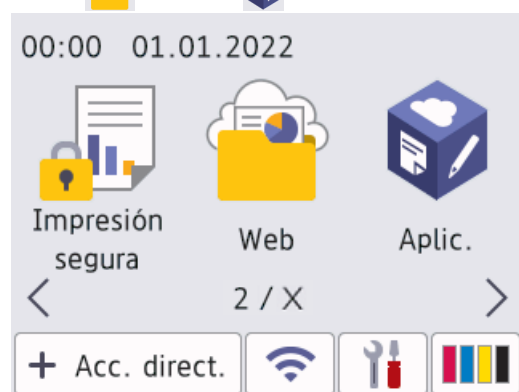 00:00 01.01.2022
Impresión
segura
Web
Aplic.
2 / X
+ Acc. direct.